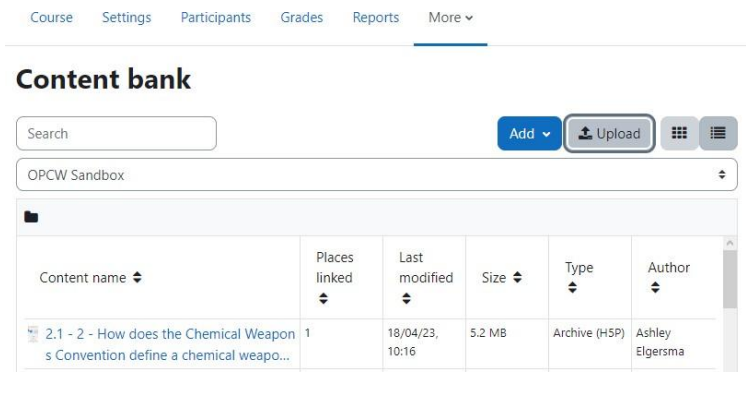 Course Settings Participants Grades Reports More
Content bank
Search Add Upload
OPCW Sandbox
Content name Places linked Last modified Size Type Author
2.1 - 2 - How does the Chemical Weapon 1 18/04/23, 5.2 MB Archive (H5P) Ashley
s Convention define a chemical weapo... 10:16 Elgersma